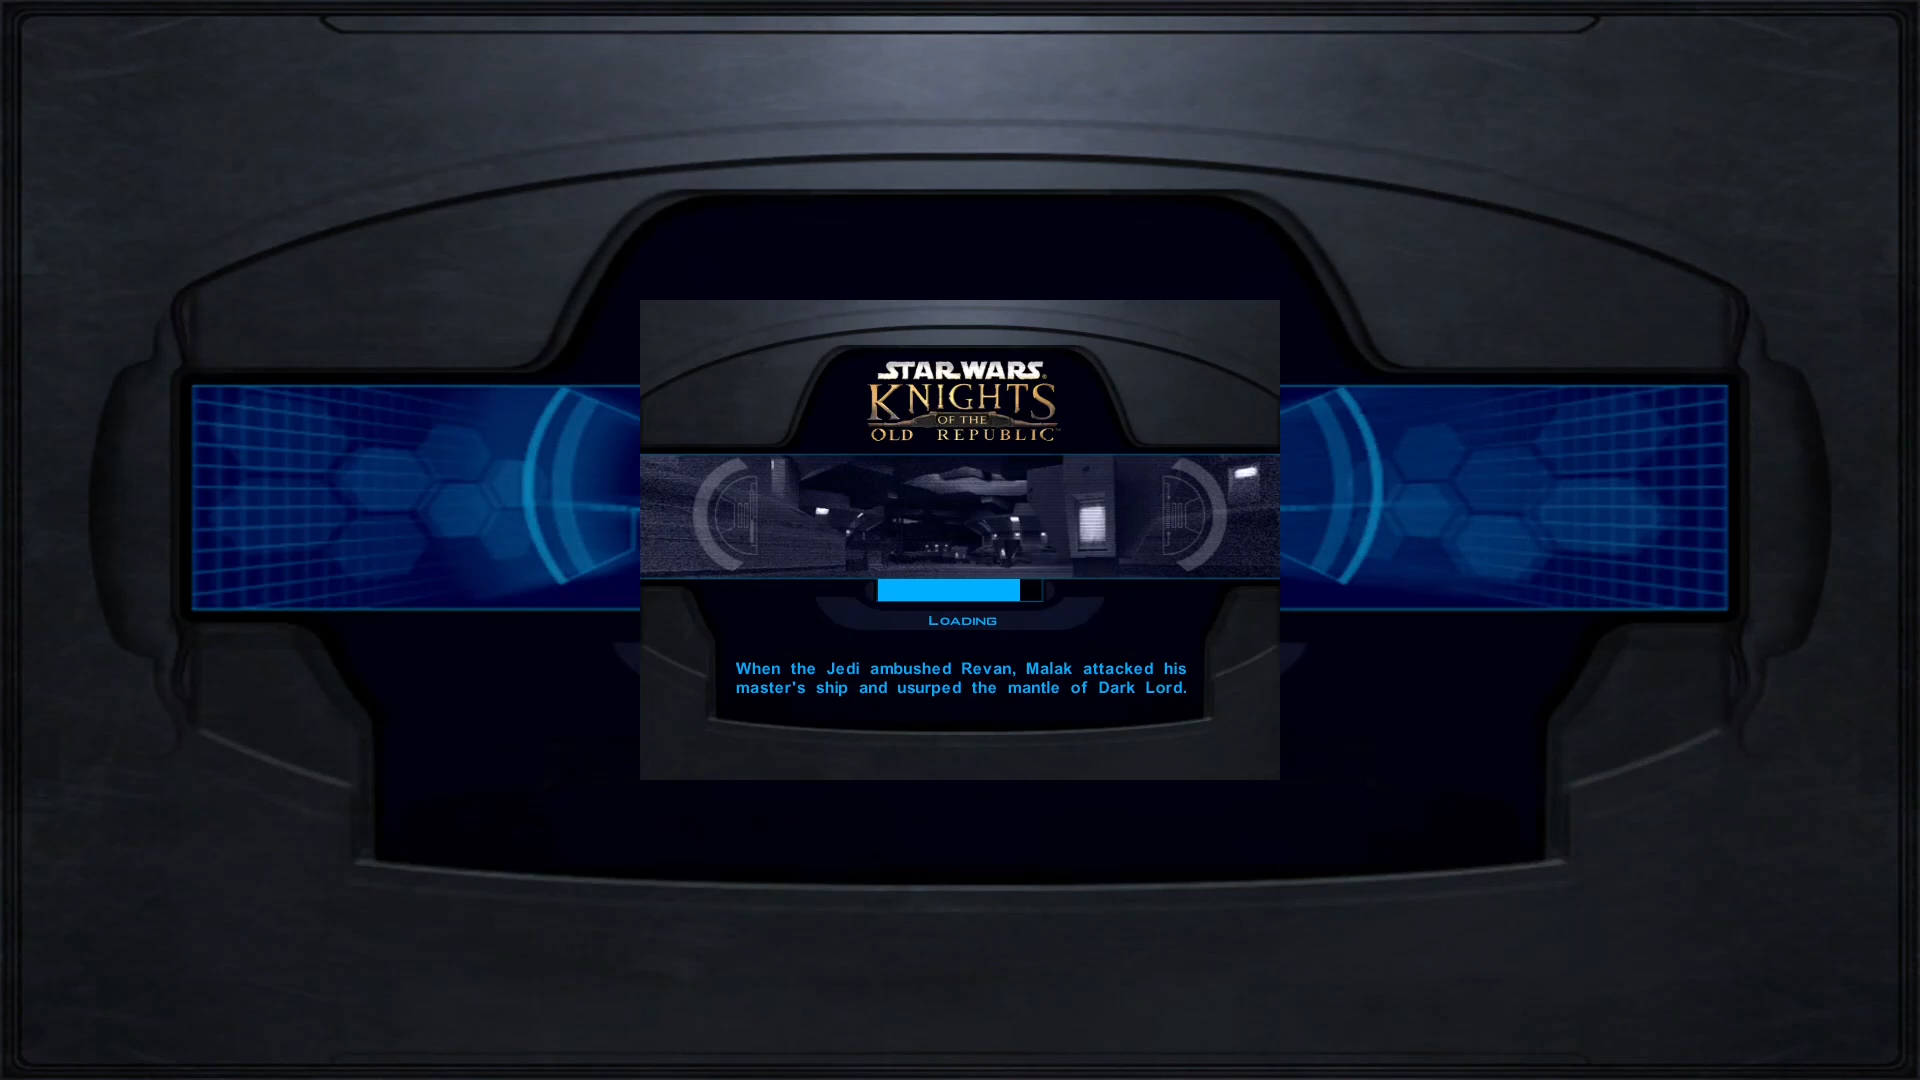 STAR WARS
KNIGHTS
OF THE
OLD REPUBLIC™
LOADING
When the Jedi ambushed Revan, Malak attacked his
master's ship and usurped the mantle of Dark Lord.